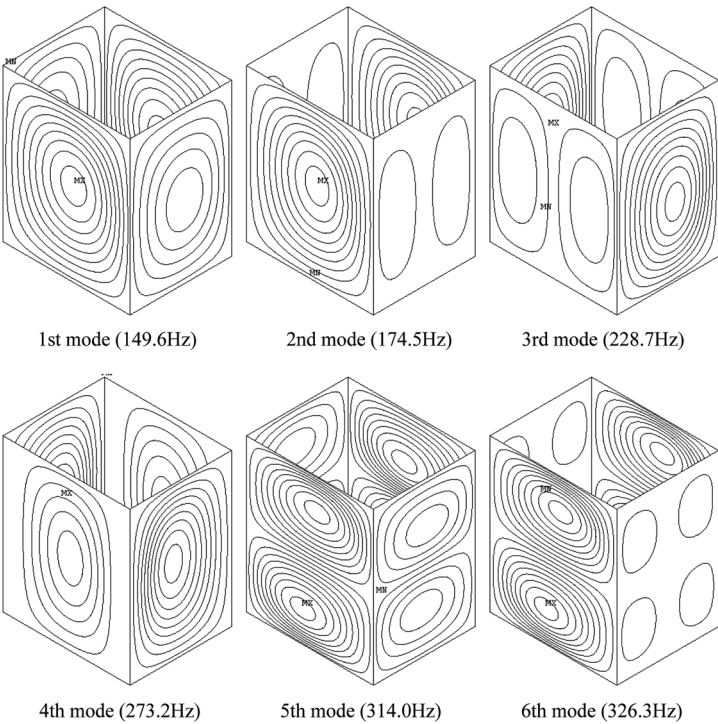 MN
MX
MX
MN
MX
MN
1st mode (149.6Hz)
2nd mode (174.5Hz)
3rd mode (228.7Hz)
MX
MX
MN
MN
MX
4th mode (273.2Hz)
5th mode (314.0Hz)
6th mode (326.3Hz)